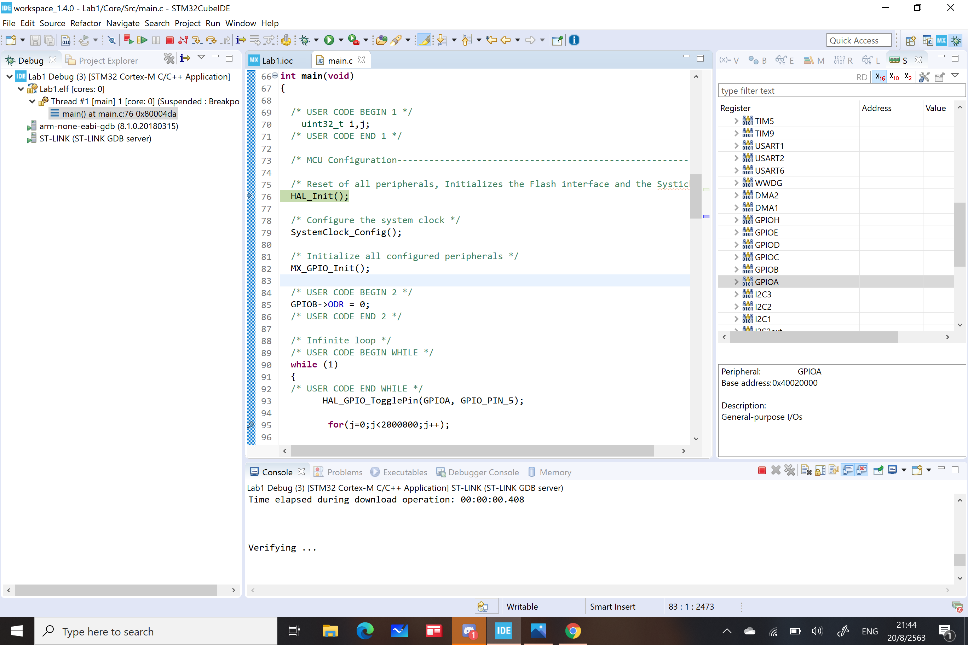 workspace_1.4.0 - Lab1/Core/Src/main.c - STM32CubeIDE
File Edit Source Refactor Navigate Search Project Run Window Help
Quick Access
Debug
Project Explorer
Lab1 Debug (3) [STM32 Cortex-M C/C++ Application]
Lab1.elf [cores: 0]
Thread #1 [main] 1 [core: 0] (Suspended : Breakpo
main() at main.c:76 0x80004da
arm-none-eabi-gdb (8.1.0.20180315)
ST-LINK (ST-LINK GDB server)
Lab1.ioc
main.c
66 int main(void)
67 {
68
69 /* USER CODE BEGIN 1 */
70 uint32_t i,j;
71 /* USER CODE END 1 */
72
73 /* MCU Configuration--------------------------------------------------------
74
75 /* Reset of all peripherals, Initializes the Flash interface and the Systic
76 HAL_Init();
77
78 /* Configure the system clock */
79 SystemClock_Config();
80
81 /* Initialize all configured peripherals */
82 MX_GPIO_Init();
83
84 /* USER CODE BEGIN 2 */
85 GPIOB->ODR = 0;
86 /* USER CODE END 2 */
87
88 /* Infinite loop */
89 /* USER CODE BEGIN WHILE */
90 while (1)
91 {
92 /* USER CODE END WHILE */
93 HAL_GPIO_TogglePin(GPIOA, GPIO_PIN_5);
94
95 for(j=0;j<2000000;j++);
96
V B E M R L S
RD X16 X10 X2
type filter text
Register Address Value
TIM5
TIM9
USART1
USART2
USART6
WWDG
DMA2
DMA1
GPIOH
GPIOE
GPIOD
GPIOC
GPIOB
GPIOA
I2C3
I2C2
I2C1
Peripheral: GPIOA
Base address: 0x40020000
Description:
General-purpose I/Os
Console
Problems
Executables
Debugger Console
Memory
Lab1 Debug (3) [STM32 Cortex-M C/C++ Application] ST-LINK (ST-LINK GDB server)
Time elapsed during download operation: 00:00:00.408
Verifying ...
Writable
Smart Insert
83 : 1 : 2473
Type here to search
IDE
ENG
21:44
20/8/2563